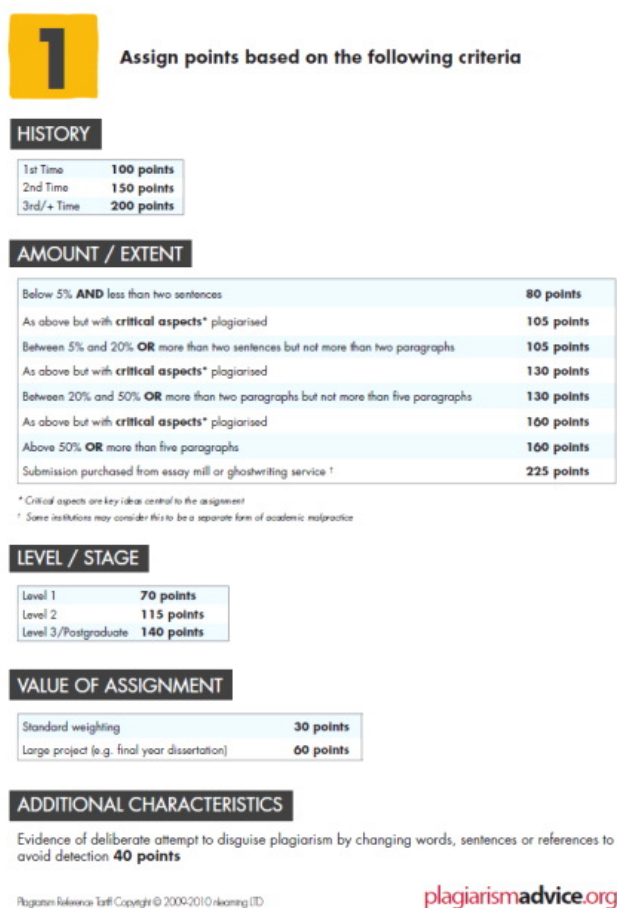 1
Assign points based on the following criteria
HISTORY
1st Time 100 points
2nd Time 150 points
3rd/+ Time 200 points
AMOUNT / EXTENT
Below 5% AND less than two sentences 80 points
As above but with critical aspects* plagiarised 105 points
Between 5% and 20% OR more than two sentences but not more than two paragraphs 105 points
As above but with critical aspects* plagiarised 130 points
Between 20% and 50% OR more than two paragraphs but not more than five paragraphs 130 points
As above but with critical aspects* plagiarised 160 points
Above 50% OR more than five paragraphs 160 points
Submission purchased from essay mill or ghostwriting service † 225 points
* Critical aspects are key ideas central to the assignment
† Some institutions may consider this to be a separate form of academic malpractice
LEVEL / STAGE
Level 1 70 points
Level 2 115 points
Level 3/Postgraduate 140 points
VALUE OF ASSIGNMENT
Standard weighting 30 points
Large project (e.g. final year dissertation) 60 points
ADDITIONAL CHARACTERISTICS
Evidence of deliberate attempt to disguise plagiarism by changing words, sentences or references to
avoid detection 40 points
Plagiarism Reference Tariff Copyright © 2009-2010 nlearning LTD
plagiarismadvice.org